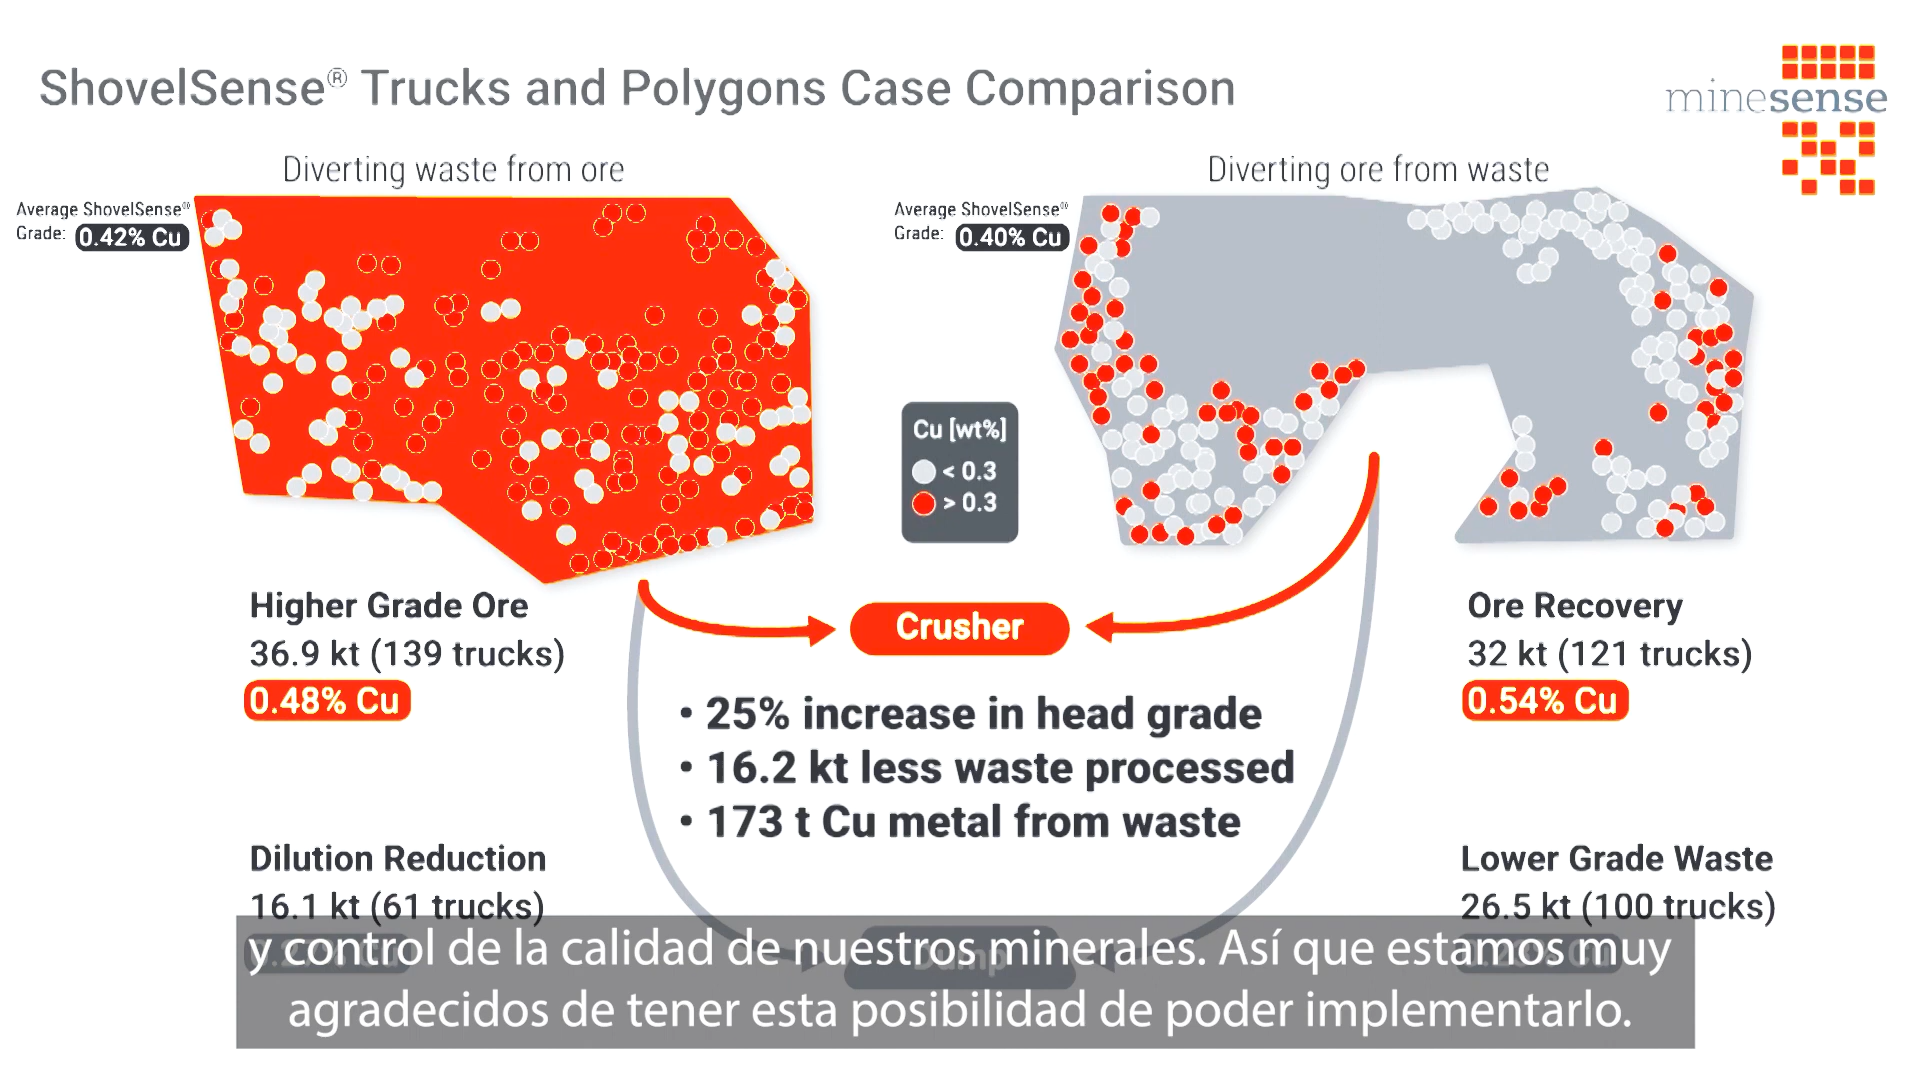 ShovelSense® Trucks and Polygons Case Comparison
minesense
Diverting waste from ore
Average ShovelSense®
Grade: 0.42% Cu
Diverting ore from waste
Average ShovelSense®
Grade: 0.40% Cu
Cu [wt%]
< 0.3
> 0.3
Higher Grade Ore
36.9 kt (139 trucks)
0.48% Cu
Crusher
Ore Recovery
32 kt (121 trucks)
0.54% Cu
• 25% increase in head grade
• 16.2 kt less waste processed
• 173 t Cu metal from waste
Dilution Reduction
16.1 kt (61 trucks)
Dump
Lower Grade Waste
26.5 kt (100 trucks)
y control de la calidad de nuestros minerales. Así que estamos muy
agradecidos de tener esta posibilidad de poder implementarlo.